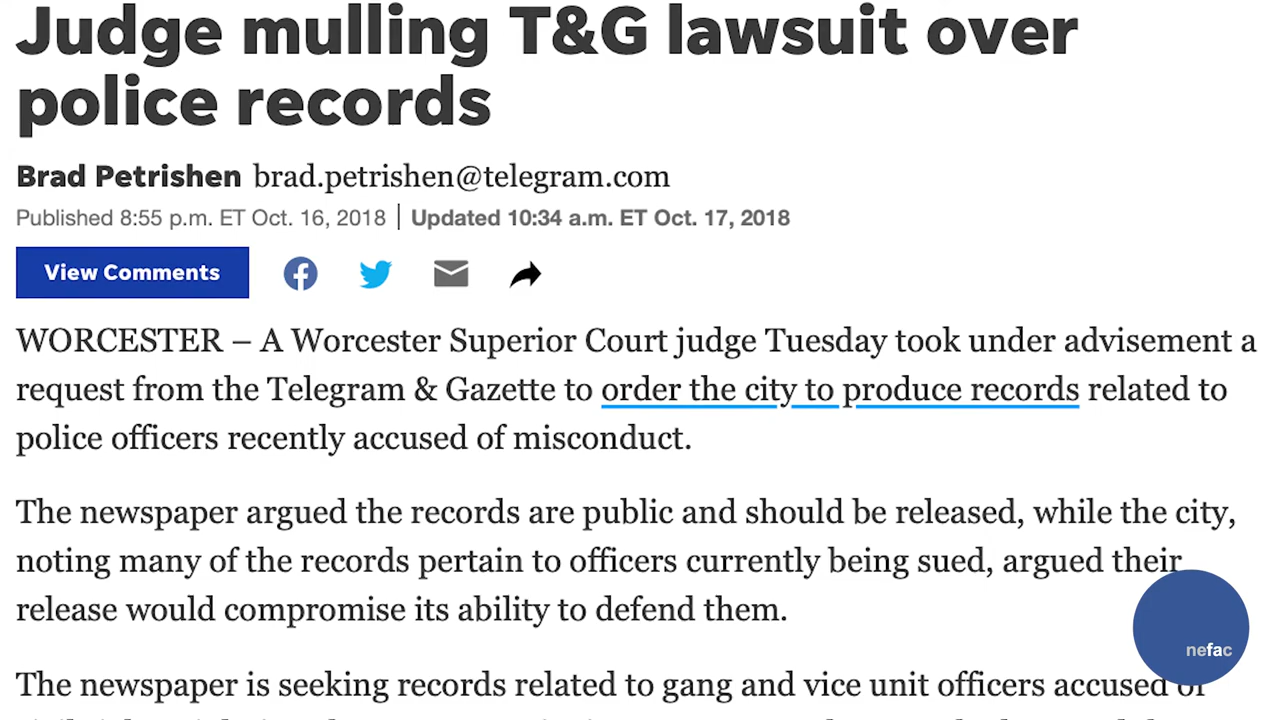 Judge mulling T&G lawsuit over
police records
Brad Petrishen brad.petrishen@telegram.com
Published 8:55 p.m. ET Oct. 16, 2018 | Updated 10:34 a.m. ET Oct. 17, 2018
View Comments
WORCESTER – A Worcester Superior Court judge Tuesday took under advisement a
request from the Telegram & Gazette to order the city to produce records related to
police officers recently accused of misconduct.
The newspaper argued the records are public and should be released, while the city,
noting many of the records pertain to officers currently being sued, argued their
release would compromise its ability to defend them.
nefac
The newspaper is seeking records related to gang and vice unit officers accused of